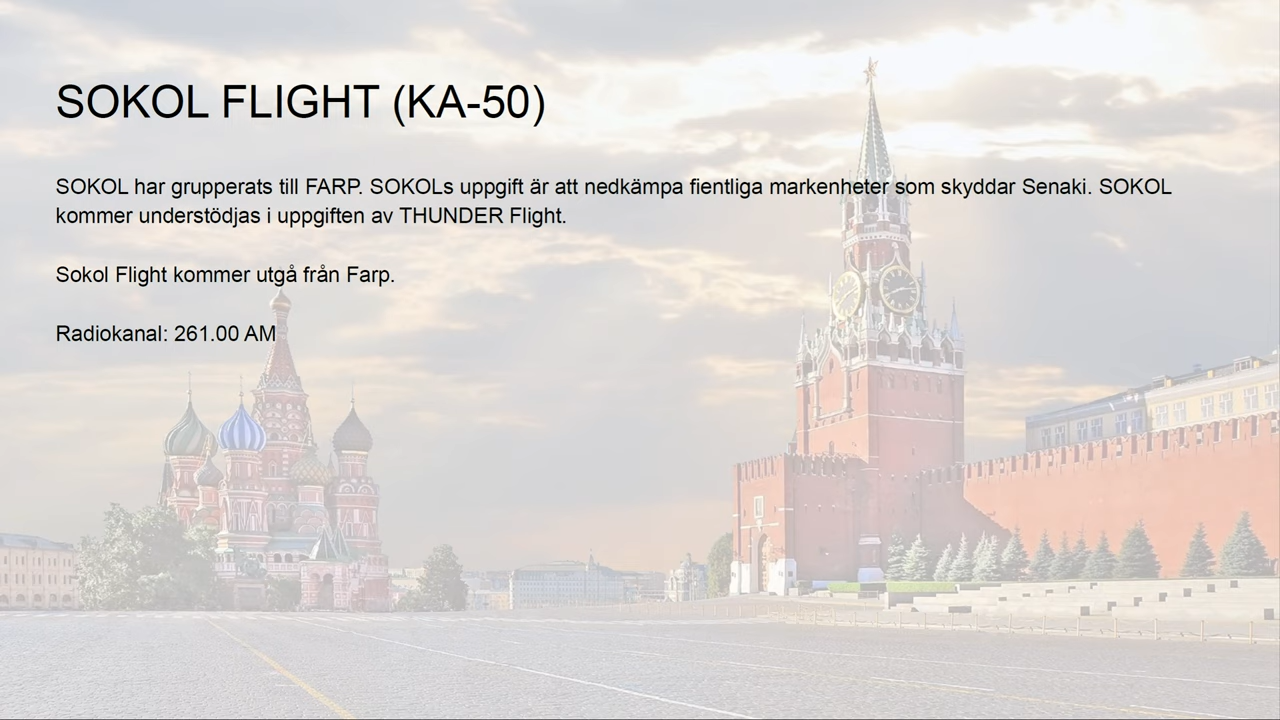 SOKOL FLIGHT (KA-50)
SOKOL har grupperats till FARP. SOKOLs uppgift är att nedkämpa fientliga markenheter som skyddar Senaki. SOKOL
kommer understödjas i uppgiften av THUNDER Flight.
Sokol Flight kommer utgå från Farp.
Radiokanal: 261.00 AM